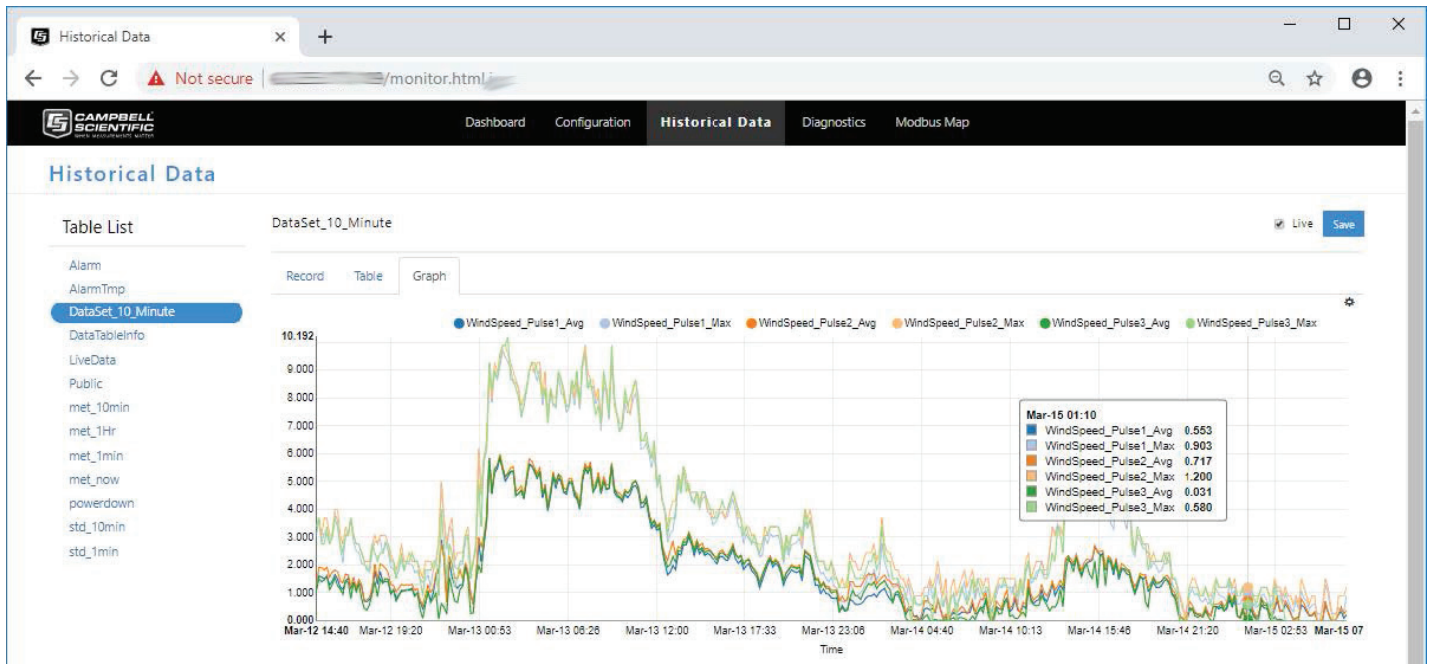 Historical Data
Not secure
/monitor.html
CAMPBELL
SCIENTIFIC
WHEN MEASUREMENTS MATTER
Dashboard Configuration Historical Data Diagnostics Modbus Map
Historical Data
Table List
DataSet_10_Minute
Live
Save
Alarm
AlarmTmp
DataSet_10_Minute
DataTableInfo
LiveData
Public
met_10min
met_1Hr
met_1min
met_now
powerdown
std_10min
std_1min
Record Table Graph
WindSpeed_Pulse1_Avg WindSpeed_Pulse1_Max WindSpeed_Pulse2_Avg WindSpeed_Pulse2_Max WindSpeed_Pulse3_Avg WindSpeed_Pulse3_Max
10.192
9.000
8.000
7.000
6.000
5.000
4.000
3.000
2.000
1.000
0.000
Mar-15 01:10
WindSpeed_Pulse1_Avg 0.553
WindSpeed_Pulse1_Max 0.903
WindSpeed_Pulse2_Avg 0.717
WindSpeed_Pulse2_Max 1.200
WindSpeed_Pulse3_Avg 0.031
WindSpeed_Pulse3_Max 0.580
Mar-12 14:40 Mar-12 19:20 Mar-13 00:53 Mar-13 06:26 Mar-13 12:00 Mar-13 17:33 Mar-13 23:06 Mar-14 04:40 Mar-14 10:13 Mar-14 15:46 Mar-14 21:20 Mar-15 02:53 Mar-15 07
Time